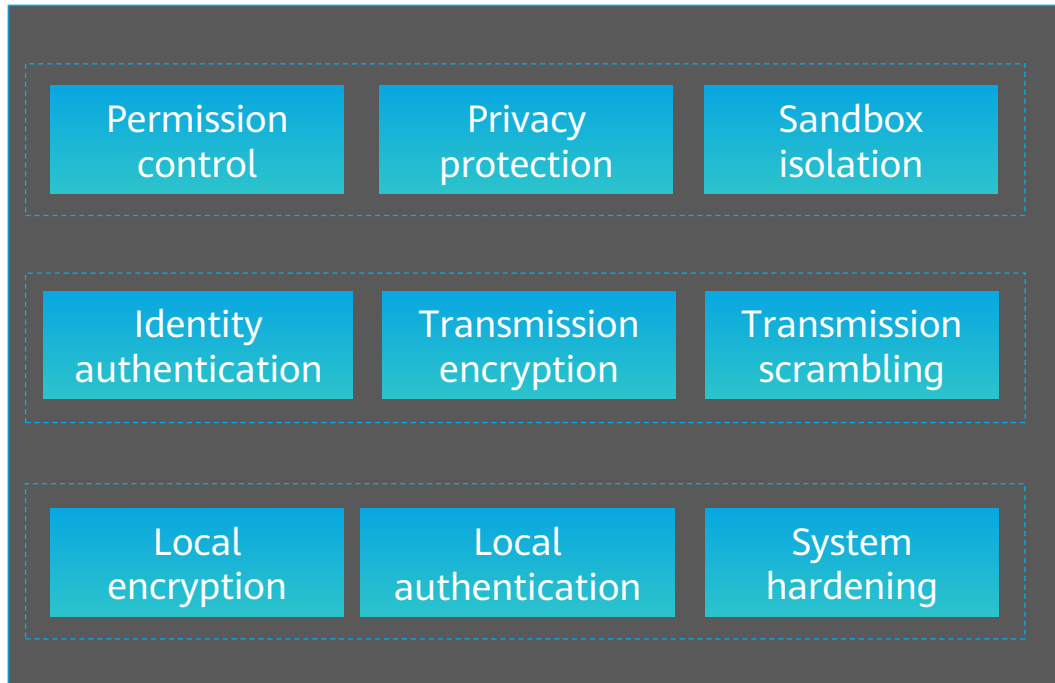 Permission
control
Privacy
protection
Sandbox
isolation
Identity
authentication
Transmission
encryption
Transmission
scrambling
Local
encryption
Local
authentication
System
hardening